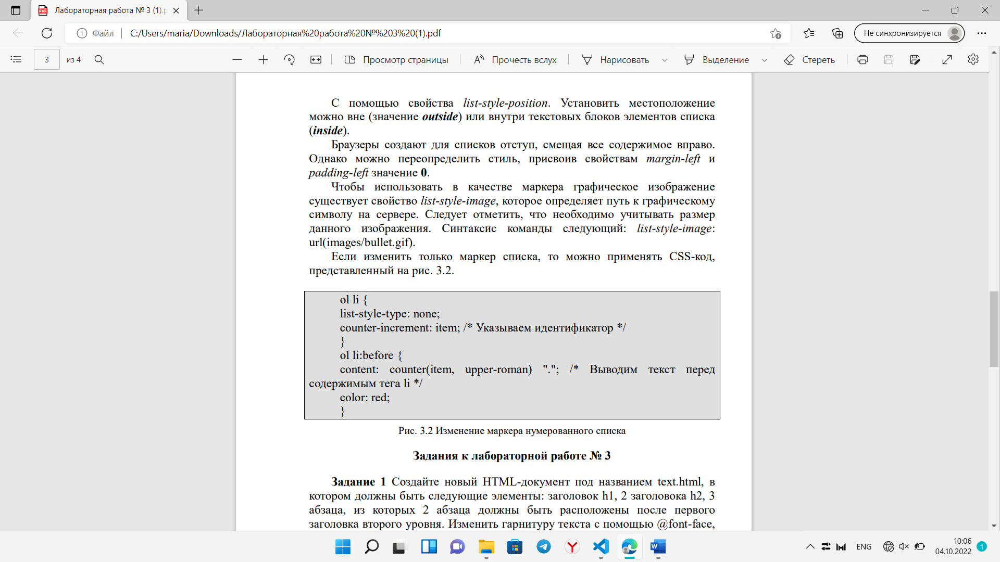 Лабораторная работа № 3 (1).p
Файл
C:/Users/maria/Downloads/Лабораторная%20работа%20№%203%20(1).pdf
Не синхронизируется
3 из 4
Просмотр страницы
Прочесть вслух
Нарисовать
Выделение
Стереть
С помощью свойства list-style-position. Установить местоположение
можно вне (значение outside) или внутри текстовых блоков элементов списка
(inside).
Браузеры создают для списков отступ, смещая все содержимое вправо.
Однако можно переопределить стиль, присвоив свойствам margin-left и
padding-left значение 0.
Чтобы использовать в качестве маркера графическое изображение
существует свойство list-style-image, которое определяет путь к графическому
символу на сервере. Следует отметить, что необходимо учитывать размер
данного изображения. Синтаксис команды следующий: list-style-image:
url(images/bullet.gif).
Если изменить только маркер списка, то можно применять CSS-код,
представленный на рис. 3.2.
ol li {
list-style-type: none;
counter-increment: item; /* Указываем идентификатор */
}
ol li:before {
content: counter(item, upper-roman) "."; /* Выводим текст перед
содержимым тега li */
color: red;
}
Рис. 3.2 Изменение маркера нумерованного списка
Задания к лабораторной работе № 3
Задание 1 Создайте новый HTML-документ под названием text.html, в
котором должны быть следующие элементы: заголовок h1, 2 заголовока h2, 3
абзаца, из которых 2 абзаца должны быть расположены после первого
заголовка второго уровня. Изменить гарнитуру текста с помощью @font-face,
ENG
10:06
04.10.2022
1